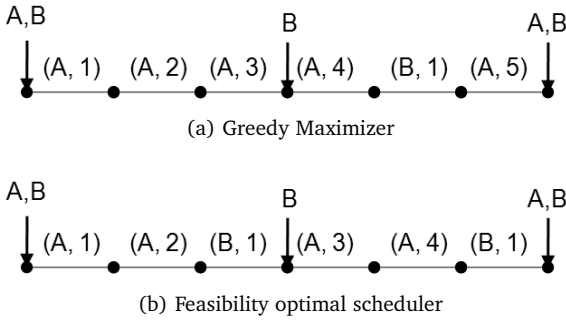 A,B B A,B
(A, 1) (A, 2) (A, 3) (A, 4) (B, 1) (A, 5)
(a) Greedy Maximizer
A,B B A,B
(A, 1) (A, 2) (B, 1) (A, 3) (A, 4) (B, 1)
(b) Feasibility optimal scheduler